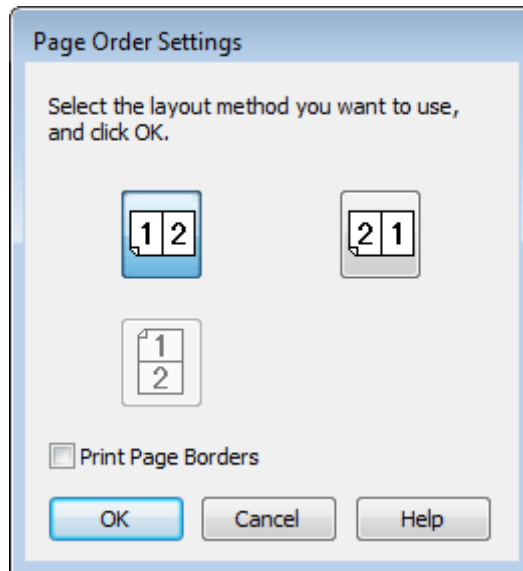 Page Order Settings
Select the layout method you want to use,
and click OK.
1 2
2 1
1
2
Print Page Borders
OK Cancel Help